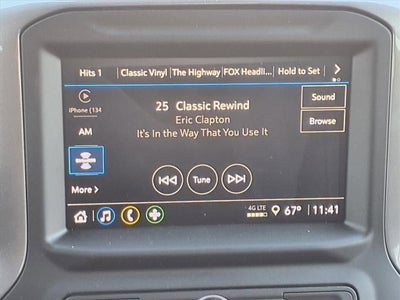 Hits 1 Classic Vinyl The Highway FOX Headli... Hold to Set
iPhone (134
25 Classic Rewind
Sound
Eric Clapton
AM
Browse
It's In the Way That You Use It
More
Tune
4G LTE
67° 11:41